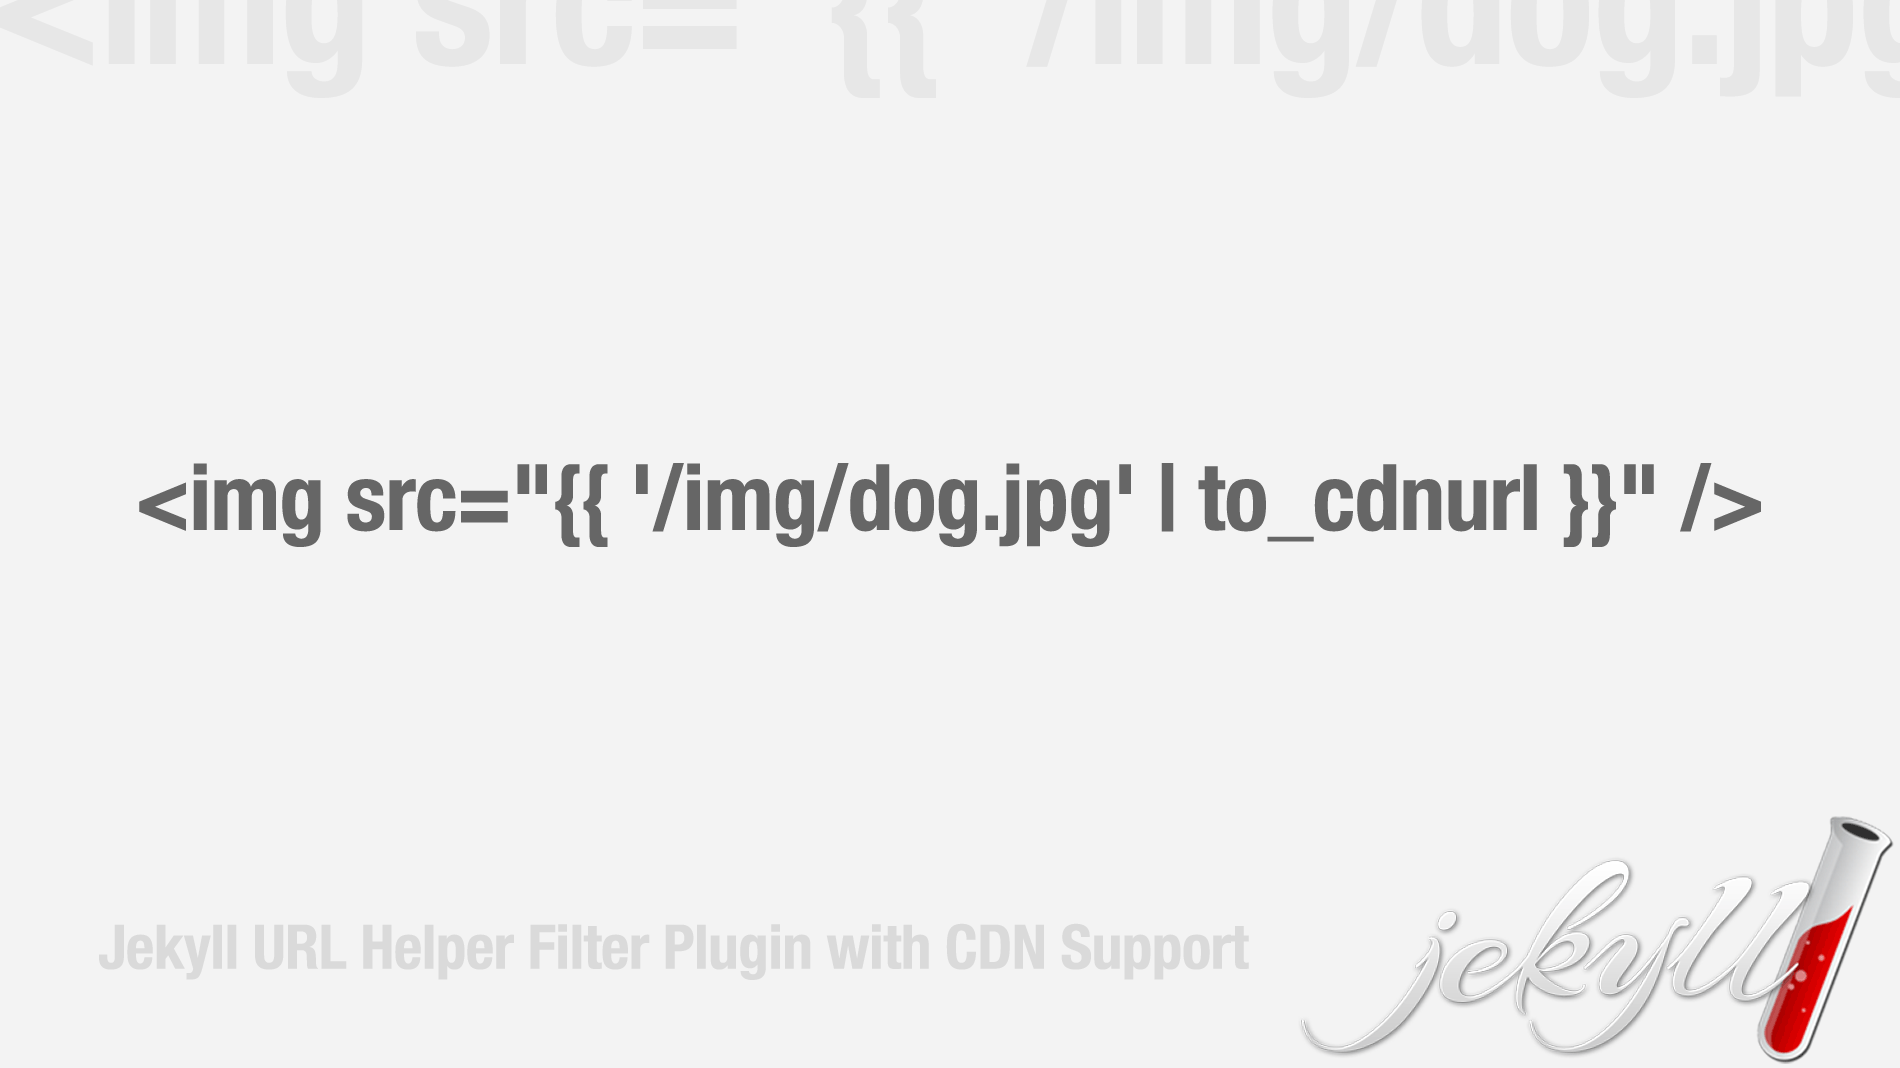 <img src="{{ '/img/dog.jpg
<img src="{{ '/img/dog.jpg' | to_cdnurl }}" />
Jekyll URL Helper Filter Plugin with CDN Support
jekyll